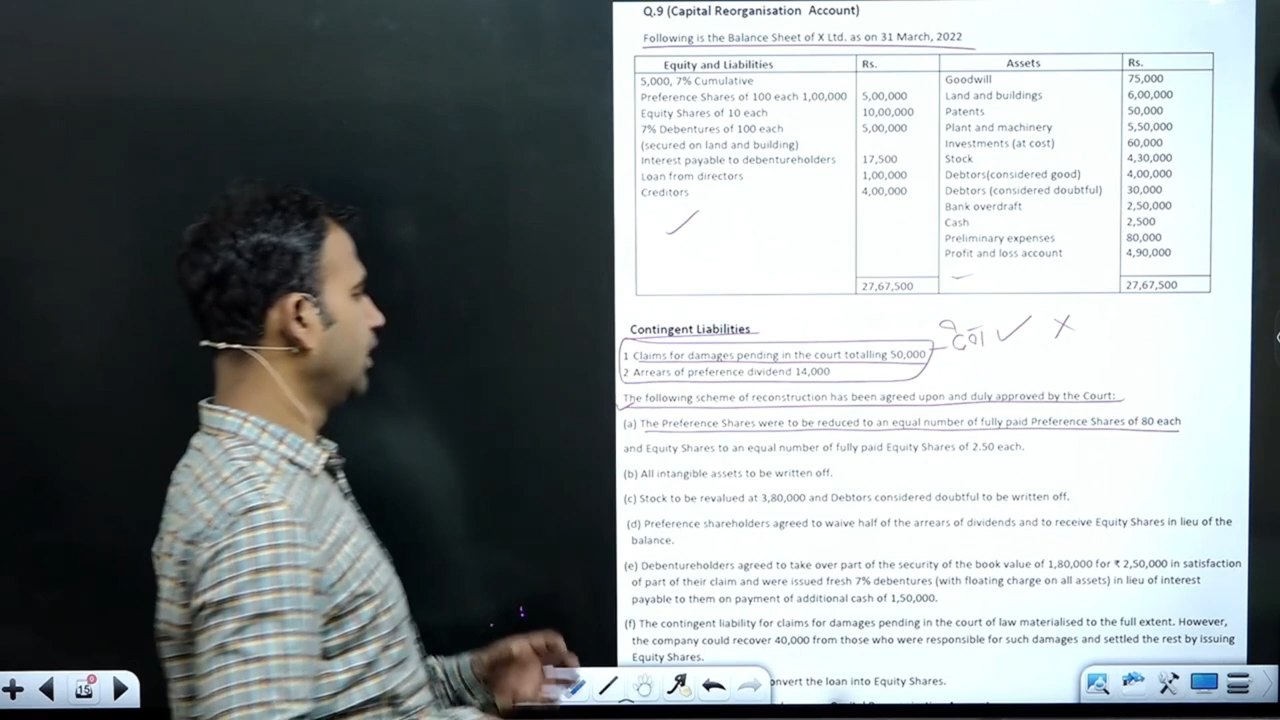 Q.9 (Capital Reorganisation Account)
Following is the Balance Sheet of X Ltd. as on 31 March, 2022
Equity and Liabilities Rs. Assets Rs.
5,000, 7% Cumulative Goodwill 75,000
Preference Shares of 100 each 1,00,000 5,00,000 Land and buildings 6,00,000
Equity Shares of 10 each 10,00,000 Patents 50,000
7% Debentures of 100 each 5,00,000 Plant and machinery 5,50,000
(secured on land and building) Investments (at cost) 60,000
Interest payable to debentureholders 17,500 Stock 4,30,000
Loan from directors 1,00,000 Debtors(considered good) 4,00,000
Creditors 4,00,000 Debtors (considered doubtful) 30,000
Bank overdraft 2,50,000
Cash 2,500
Preliminary expenses 80,000
Profit and loss account 4,90,000
27,67,500 27,67,500
Contingent Liabilities
1 Claims for damages pending in the court totalling 50,000
2 Arrears of preference dividend 14,000
The following scheme of reconstruction has been agreed upon and duly approved by the Court:
(a) The Preference Shares were to be reduced to an equal number of fully paid Preference Shares of 80 each
and Equity Shares to an equal number of fully paid Equity Shares of 2.50 each.
(b) All intangible assets to be written off.
(c) Stock to be revalued at 3,80,000 and Debtors considered doubtful to be written off.
(d) Preference shareholders agreed to waive half of the arrears of dividends and to receive Equity Shares in lieu of the
balance.
(e) Debentureholders agreed to take over part of the security of the book value of 1,80,000 for ₹ 2,50,000 in satisfaction
of part of their claim and were issued fresh 7% debentures (with floating charge on all assets) in lieu of interest
payable to them on payment of additional cash of 1,50,000.
(f) The contingent liability for claims for damages pending in the court of law materialised to the full extent. However,
the company could recover 40,000 from those who were responsible for such damages and settled the rest by issuing
Equity Shares.
onvert the loan into Equity Shares.
15